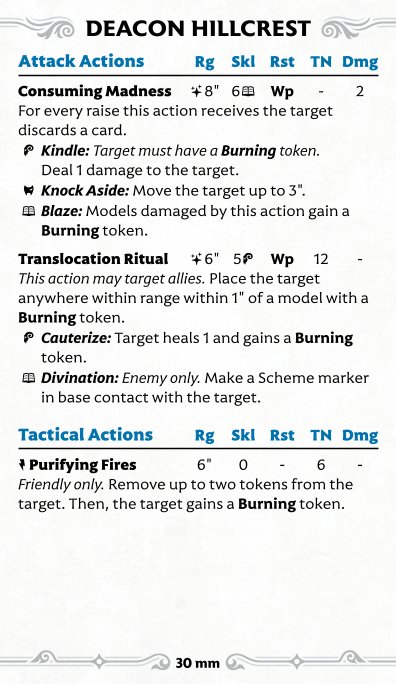 DEACON HILLCREST
Attack Actions Rg Skl Rst TN Dmg
Consuming Madness 8" 6 Wp - 2
For every raise this action receives the target
discards a card.
Kindle: Target must have a Burning token.
Deal 1 damage to the target.
Knock Aside: Move the target up to 3".
Blaze: Models damaged by this action gain a
Burning token.
Translocation Ritual 6" 5 Wp 12 -
This action may target allies. Place the target
anywhere within range within 1" of a model with a
Burning token.
Cauterize: Target heals 1 and gains a Burning
token.
Divination: Enemy only. Make a Scheme marker
in base contact with the target.
Tactical Actions Rg Skl Rst TN Dmg
Purifying Fires 6" 0 - 6 -
Friendly only. Remove up to two tokens from the
target. Then, the target gains a Burning token.
30 mm